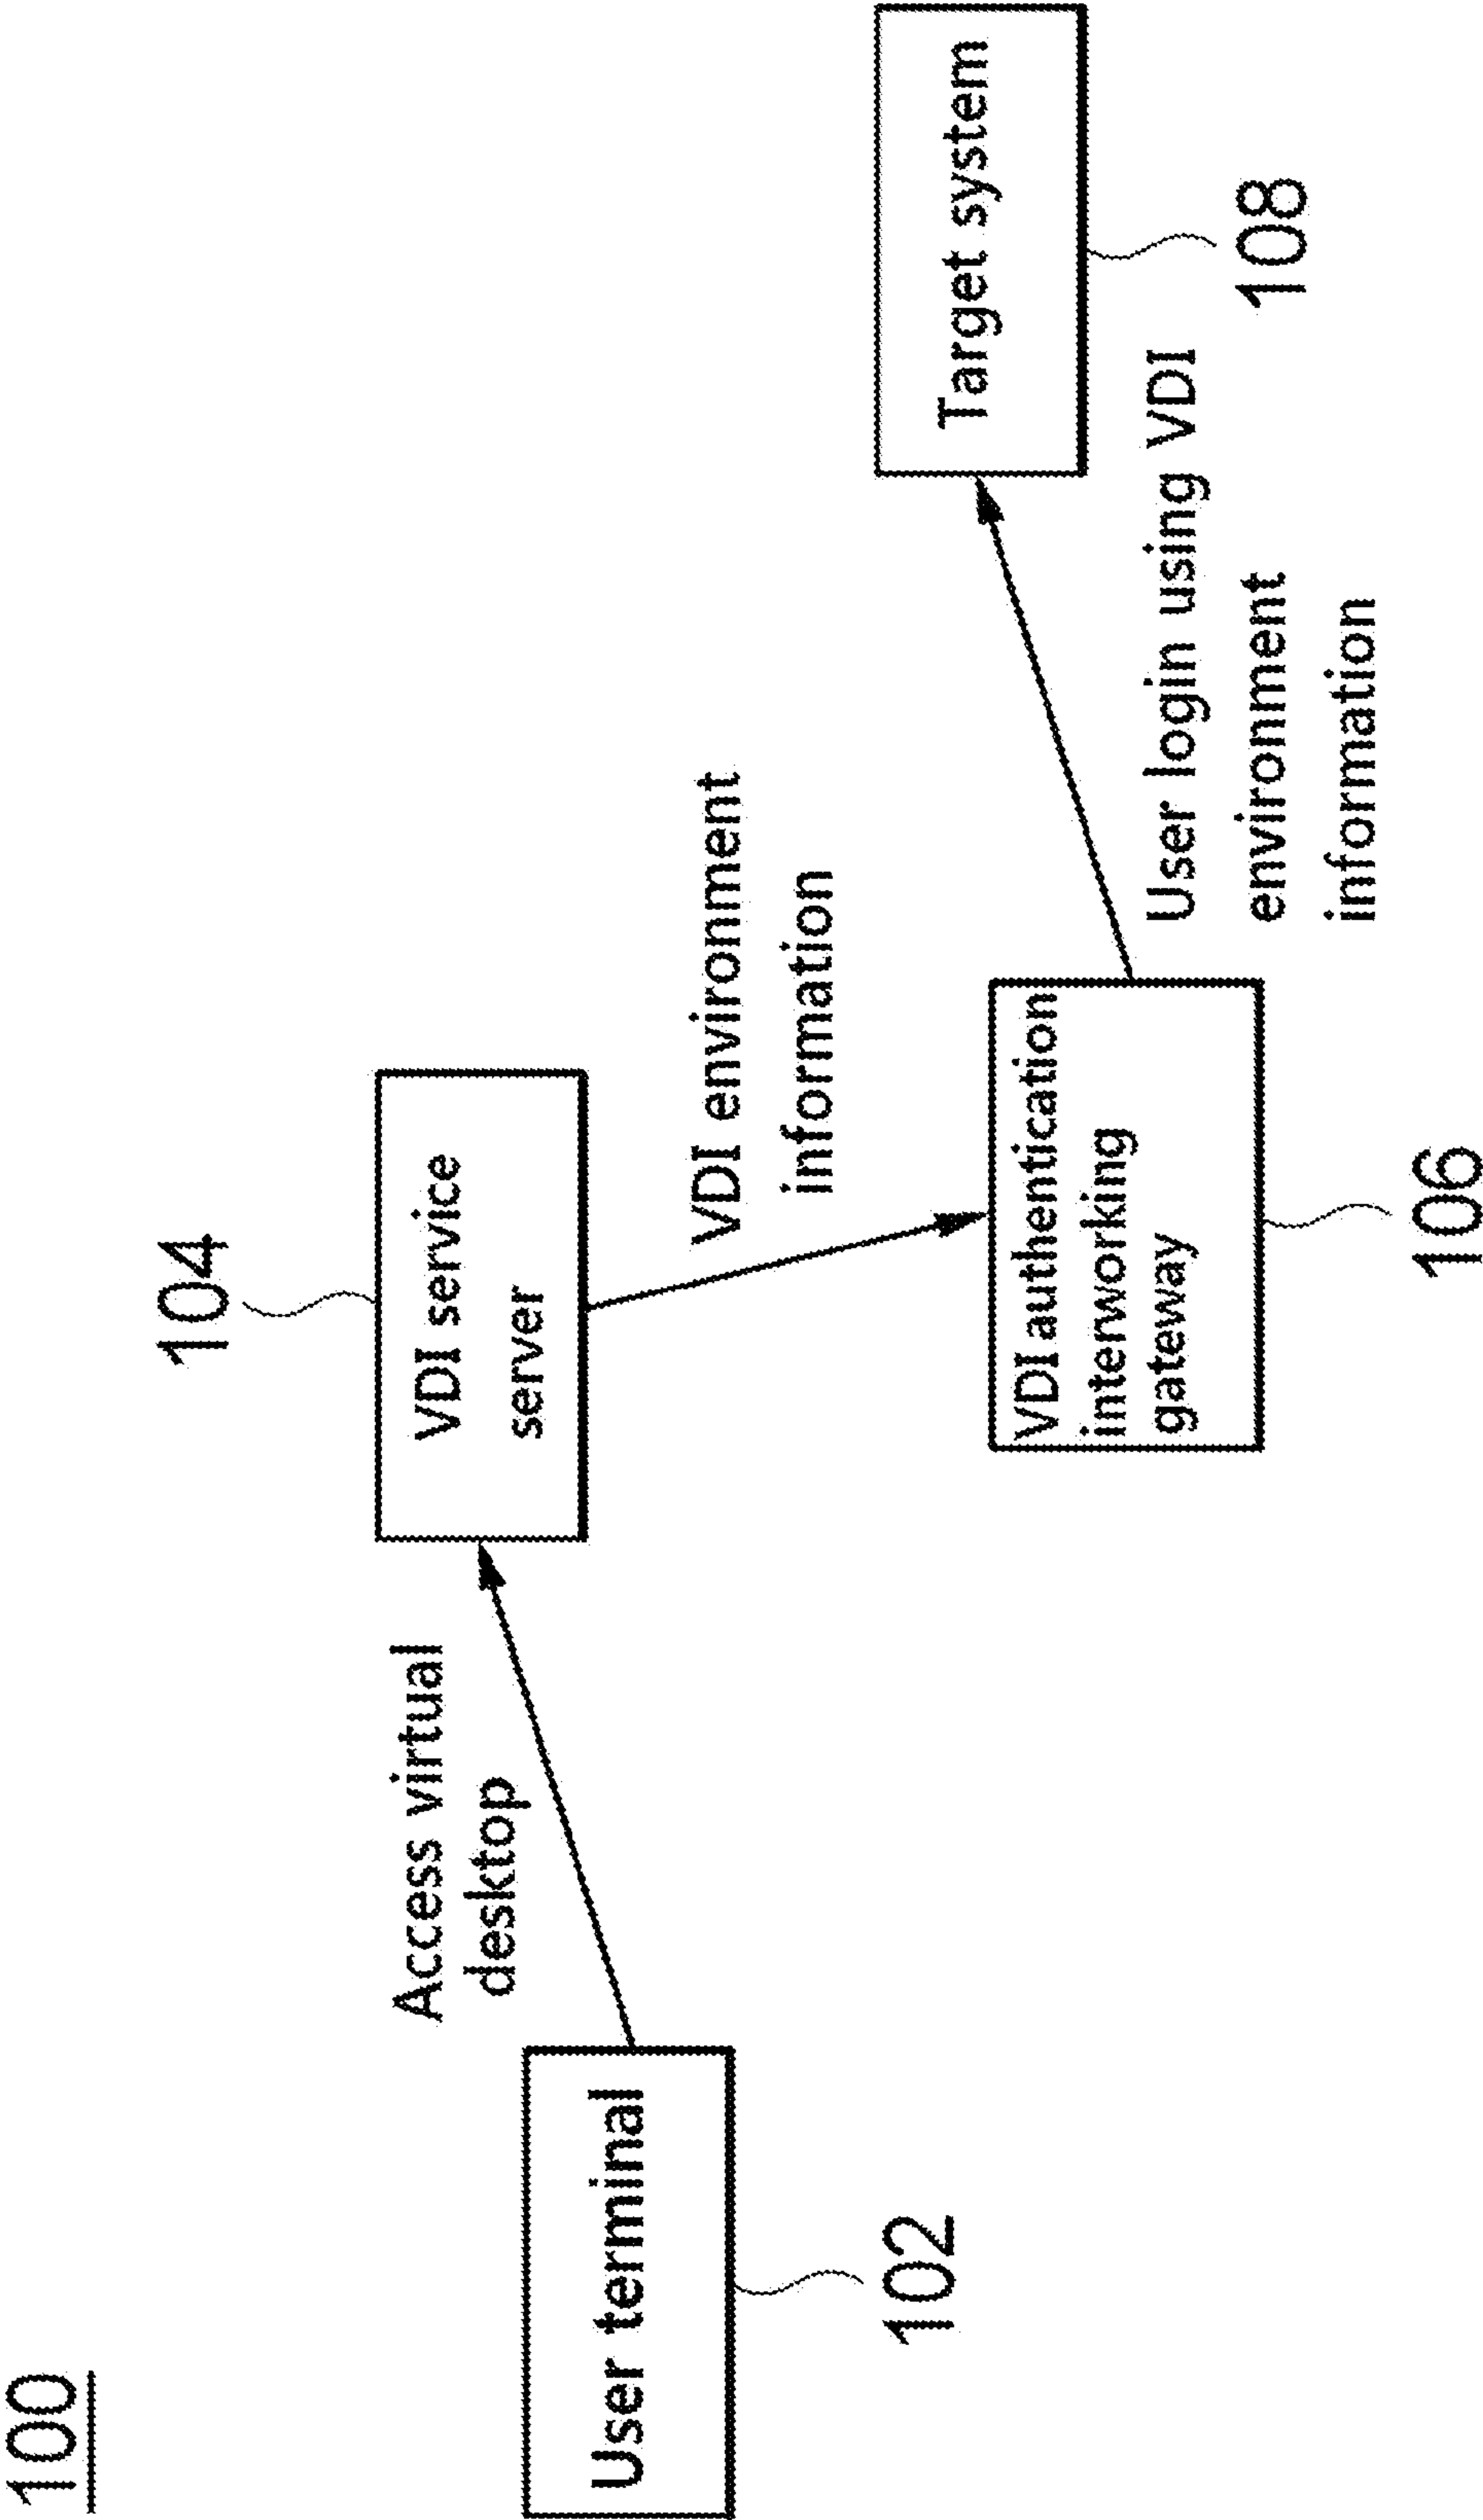 100
104
Access virtual
desktop
VDI service
server
User terminal
102
VDI environment
information
Target system
108
VDI authentication
interworking
gateway
106
User login using VDI
environment
information